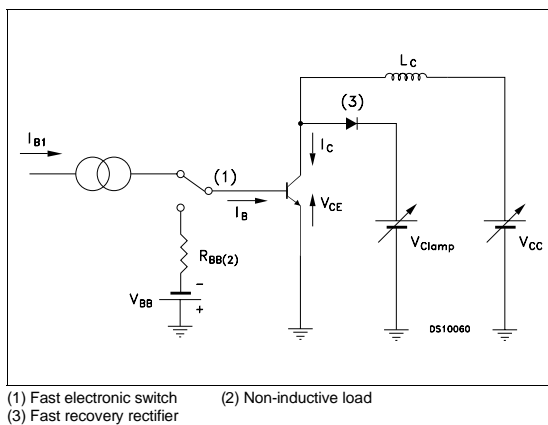 L_C
(3)
I_B1
I_C
(1)
I_B
V_CE
R_BB(2)
V_Clamp
V_CC
-
V_BB
+
DS10060
(1) Fast electronic switch (2) Non-inductive load
(3) Fast recovery rectifier